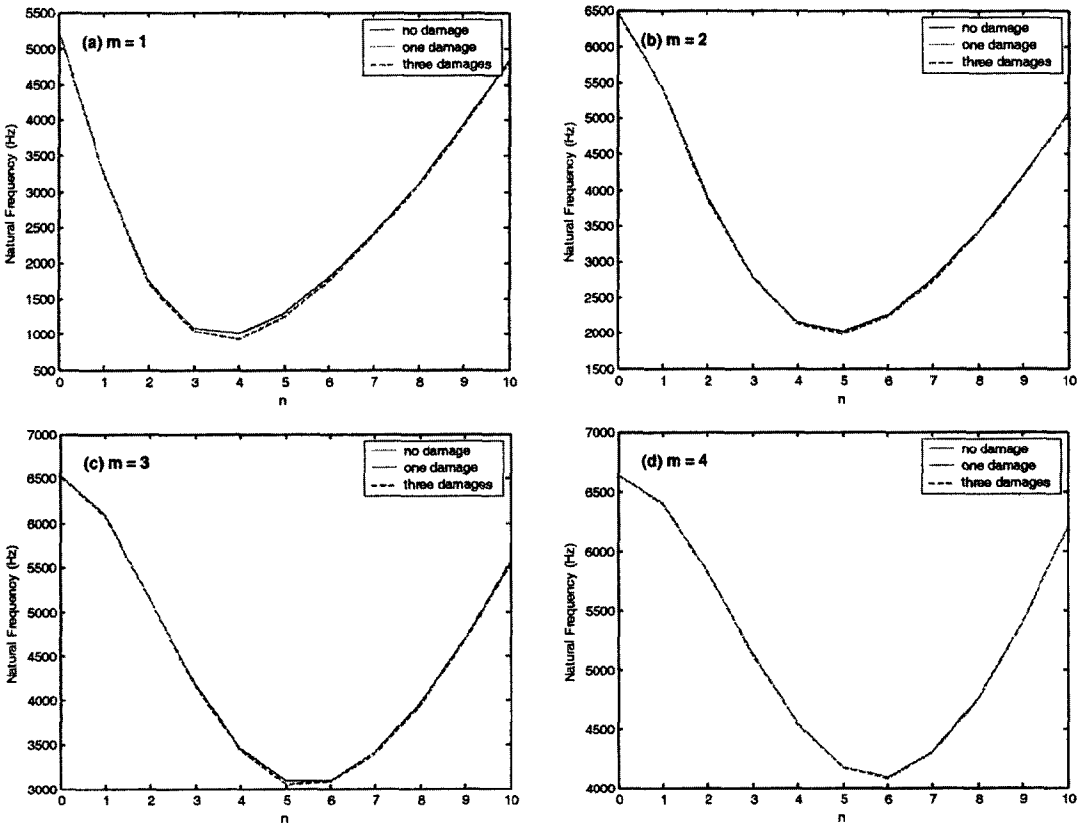 5500
5000
4500
4000
3500
3000
2500
2000
1500
1000
500
Natural Frequency (Hz)
(a) m = 1
no damage
one damage
three damages
0 1 2 3 4 5 6 7 8 9 10
n
6500
6000
5500
5000
4500
4000
3500
3000
2500
2000
1500
Natural Frequency (Hz)
(b) m = 2
no damage
one damage
three damages
0 1 2 3 4 5 6 7 8 9 10
n
7000
6500
6000
5500
5000
4500
4000
3500
3000
Natural Frequency (Hz)
(c) m = 3
no damage
one damage
three damages
0 1 2 3 4 5 6 7 8 9 10
n
7000
6500
6000
5500
5000
4500
4000
Natural Frequency (Hz)
(d) m = 4
no damage
one damage
three damages
0 1 2 3 4 5 6 7 8 9 10
n